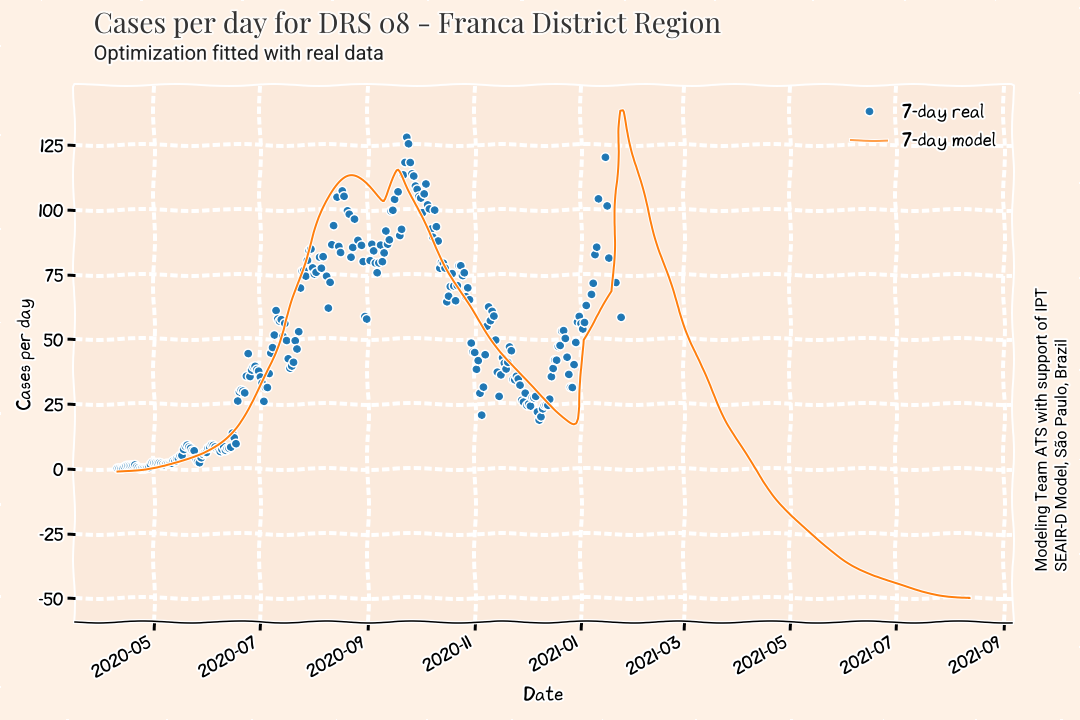 Cases per day for DRS 08 - Franca District Region
Optimization fitted with real data
7-day real
7-day model
125
100
75
50
25
0
-25
-50
Cases per day
2020-05
2020-07
2020-09
2020-11
2021-01
2021-03
2021-05
2021-07
2021-09
Date
Modeling Team ATS with support of IPT
SEAIR-D Model, São Paulo, Brazil